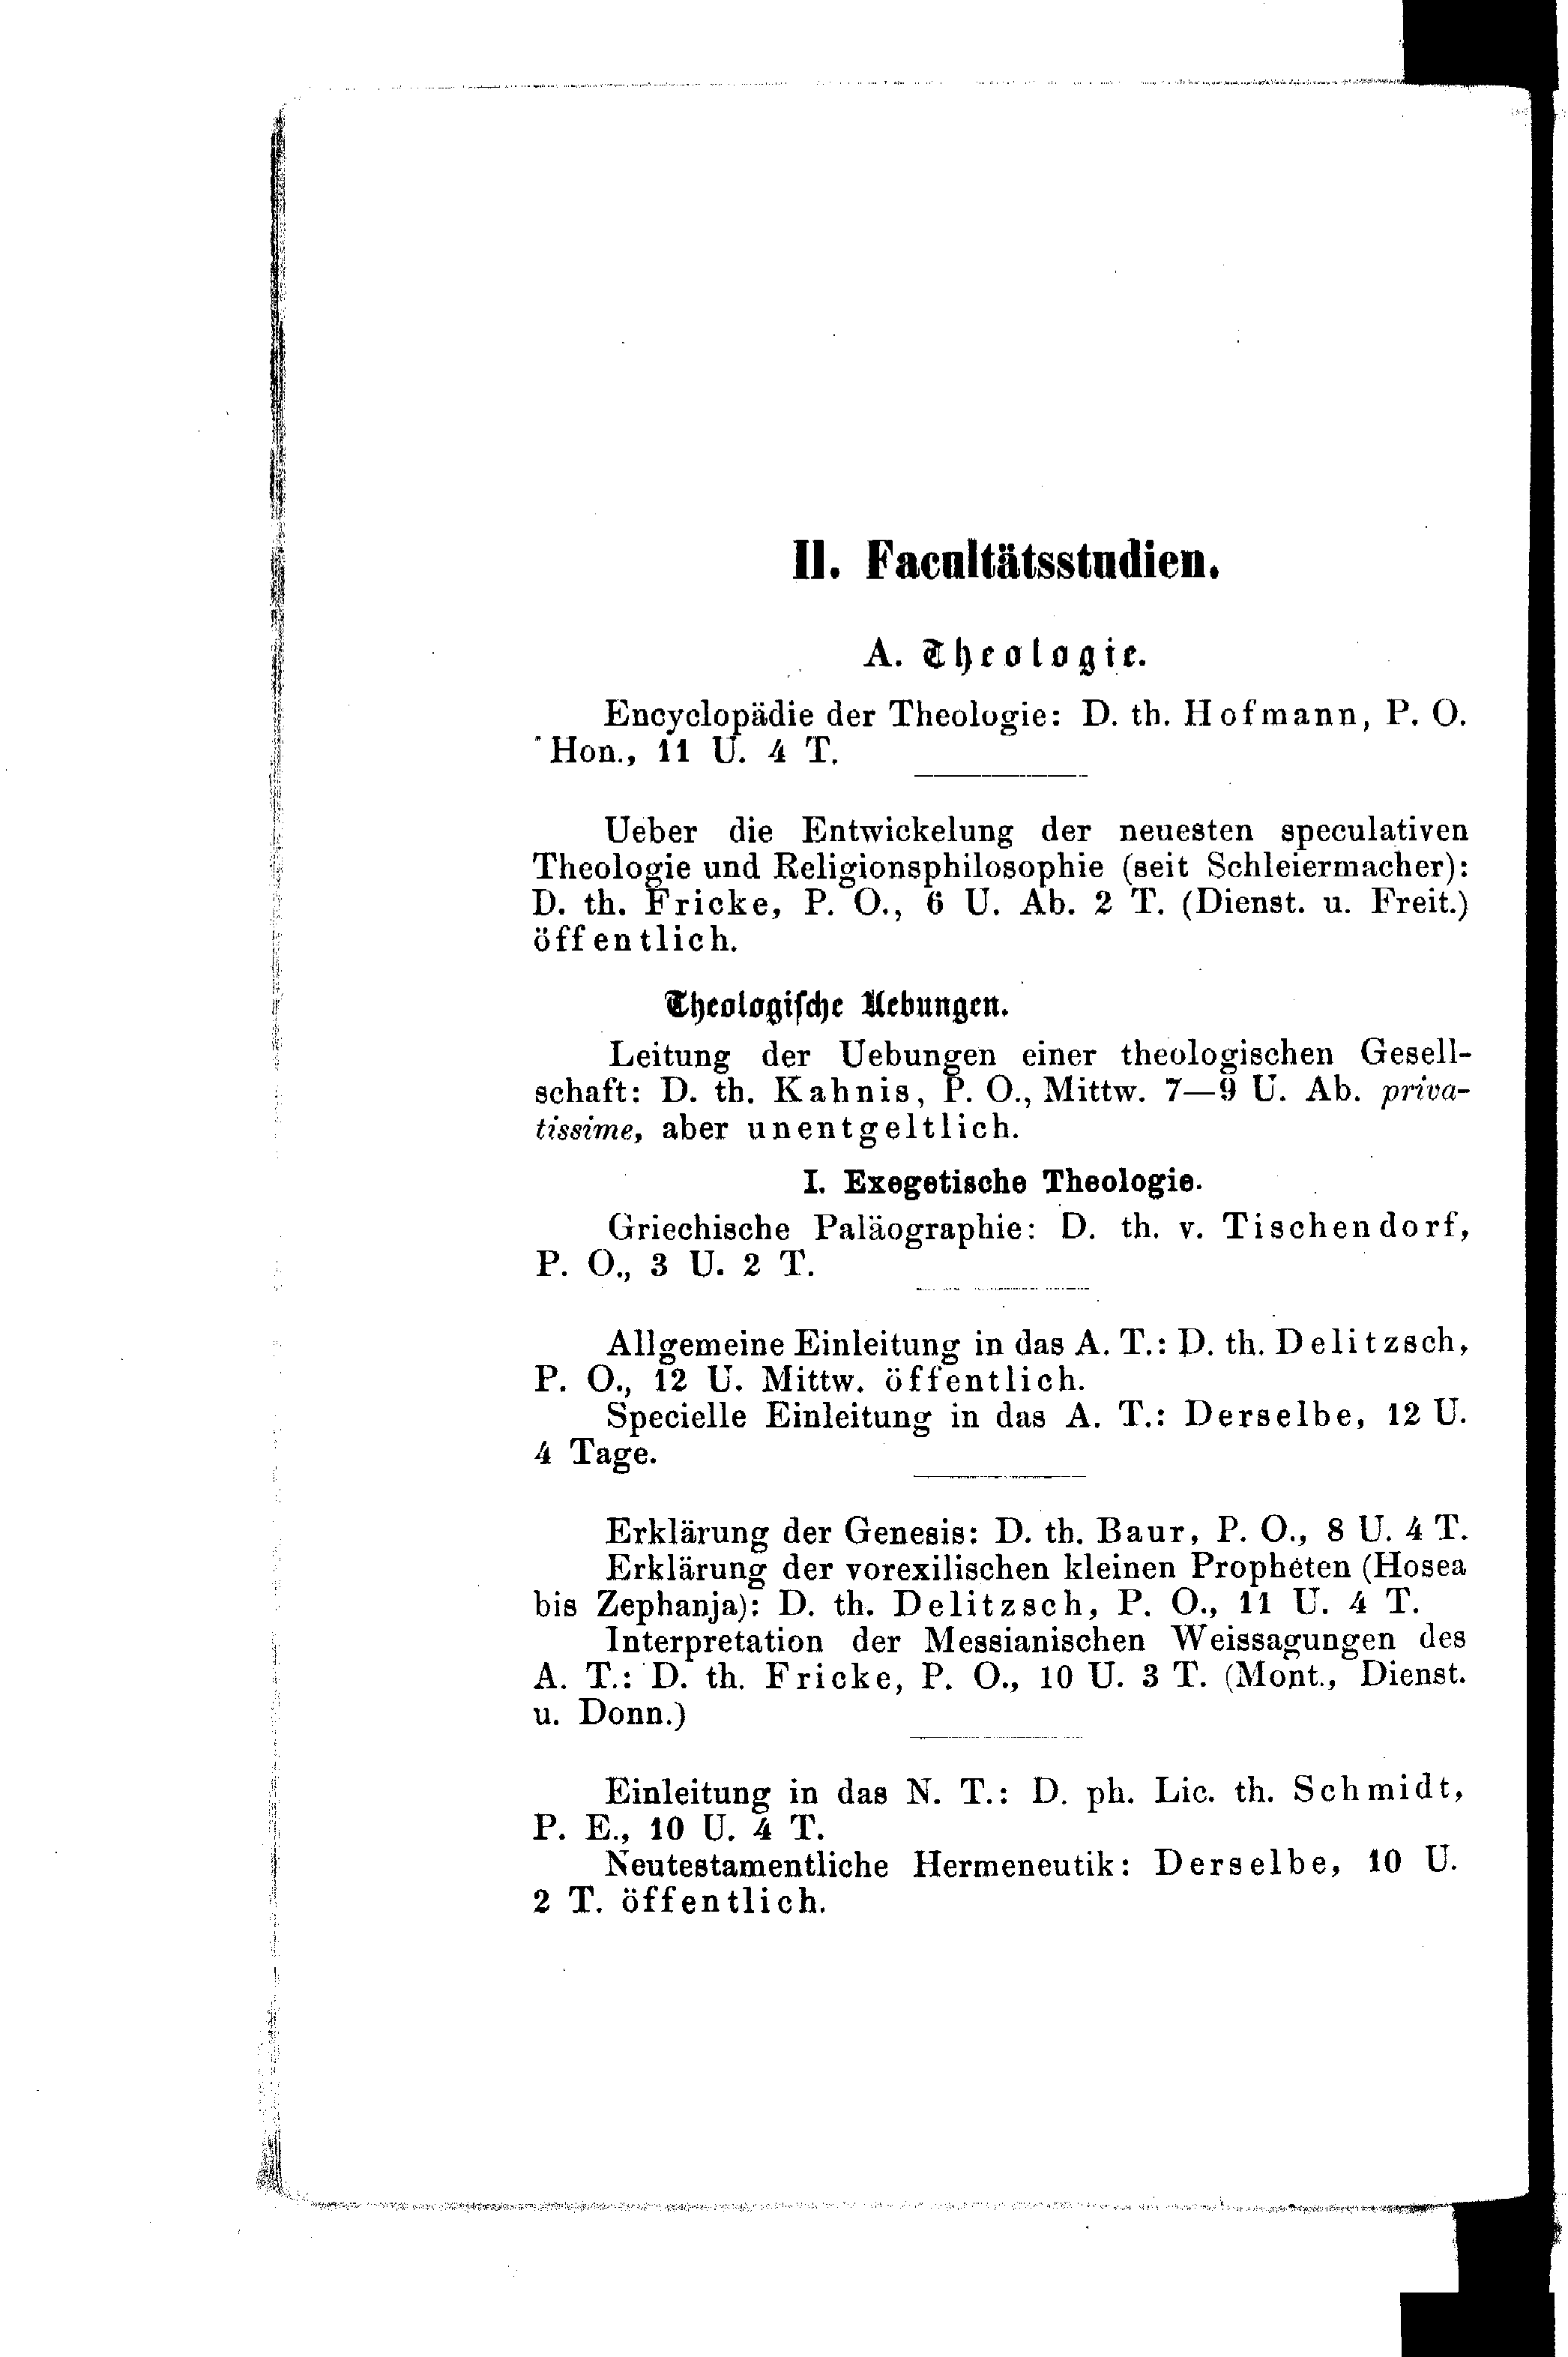 II. Facultätsstudien.
A. Theologie.
Encyclopädie der Theologie: D. th. Hofmann, P. O.
Hon., 11 U. 4 T.
Ueber die Entwickelung der neuesten speculativen
Theologie und Religionsphilosophie (seit Schleiermacher):
D. th. Fricke, P. O., 6 U. Ab. 2 T. (Dienst. u. Freit.)
öffentlich.
Theologische Uebungen.
Leitung der Uebungen einer theologischen Gesell-
schaft: D. th. Kahnis, P. O., Mittw. 7—9 U. Ab. priva-
tissime, aber unentgeltlich.
I. Exegetische Theologie.
Griechische Paläographie: D. th. v. Tischendorf,
P. O., 3 U. 2 T.
Allgemeine Einleitung in das A. T.: D. th. Delitzsch,
P. O., 12 U. Mittw. öffentlich.
Specielle Einleitung in das A. T.: Derselbe, 12 U.
4 Tage.
Erklärung der Genesis: D. th. Baur, P. O., 8 U. 4 T.
Erklärung der vorexilischen kleinen Propheten (Hosea
bis Zephanja): D. th. Delitzsch, P. O., 11 U. 4 T.
Interpretation der Messianischen Weissagungen des
A. T.: D. th. Fricke, P. O., 10 U. 3 T. (Mont., Dienst.
u. Donn.)
Einleitung in das N. T.: D. ph. Lic. th. Schmidt,
P. E., 10 U. 4 T.
Neutestamentliche Hermeneutik: Derselbe, 10 U.
2 T. öffentlich.